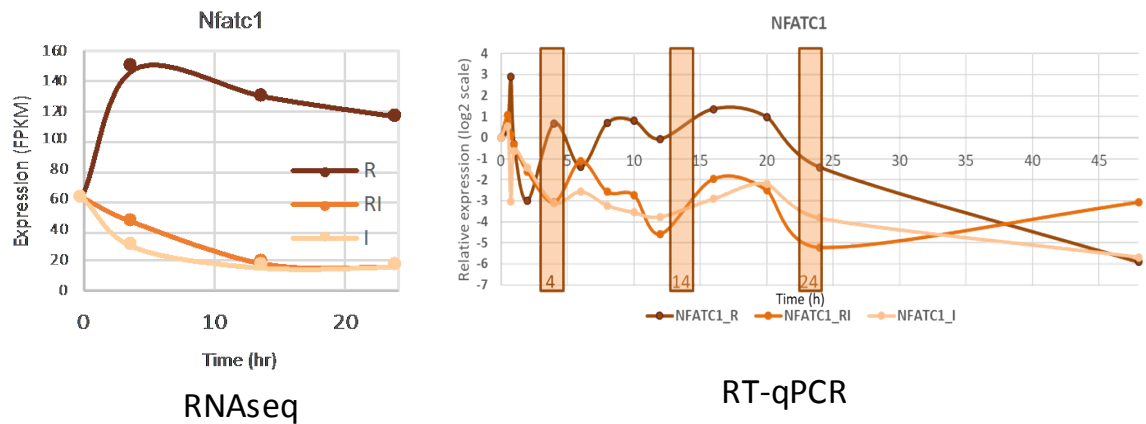 Nfatc1
Expression (FPKM)
160
140
120
100
80
60
40
20
0
R
RI
I
0 10 20
Time (hr)
RNAseq
NFATC1
Relative expression (log2 scale)
4
3
2
1
0
-1
-2
-3
-4
-5
-6
-7
0 5 10 15 20 25 30 35 40 45
4 14 24
Time (h)
NFATC1_R NFATC1_RI NFATC1_I
RT-qPCR